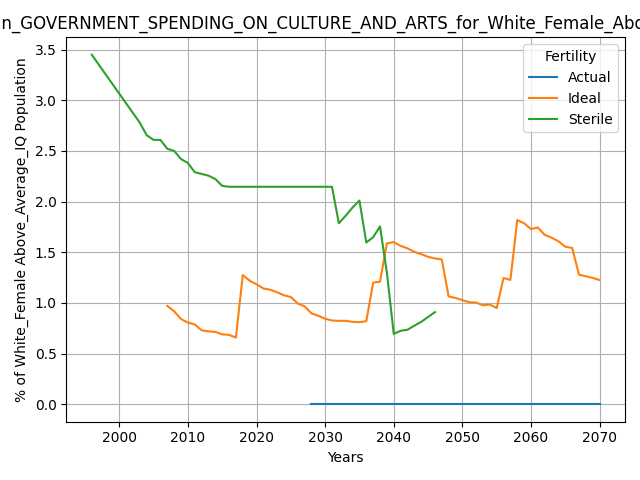 n_GOVERNMENT_SPENDING_ON_CULTURE_AND_ARTS_for_White_Female_Abo
% of White_Female Above_Average_IQ Population
3.5
3.0
2.5
2.0
1.5
1.0
0.5
0.0
Fertility
Actual
Ideal
Sterile
2000 2010 2020 2030 2040 2050 2060 2070
Years